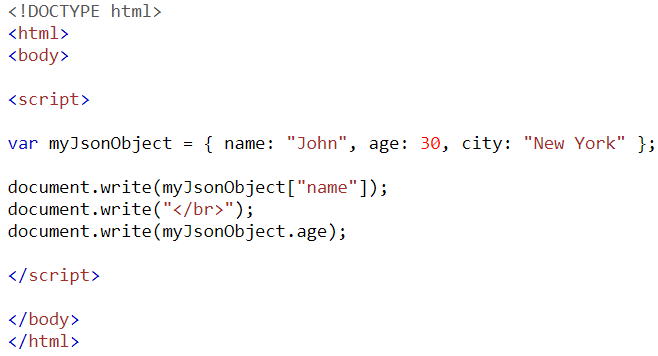 <!DOCTYPE html>
<html>
<body>
<script>
var myJsonObject = { name: "John", age: 30, city: "New York" };
document.write(myJsonObject["name"]);
document.write("</br>");
document.write(myJsonObject.age);
</script>
</body>
</html>